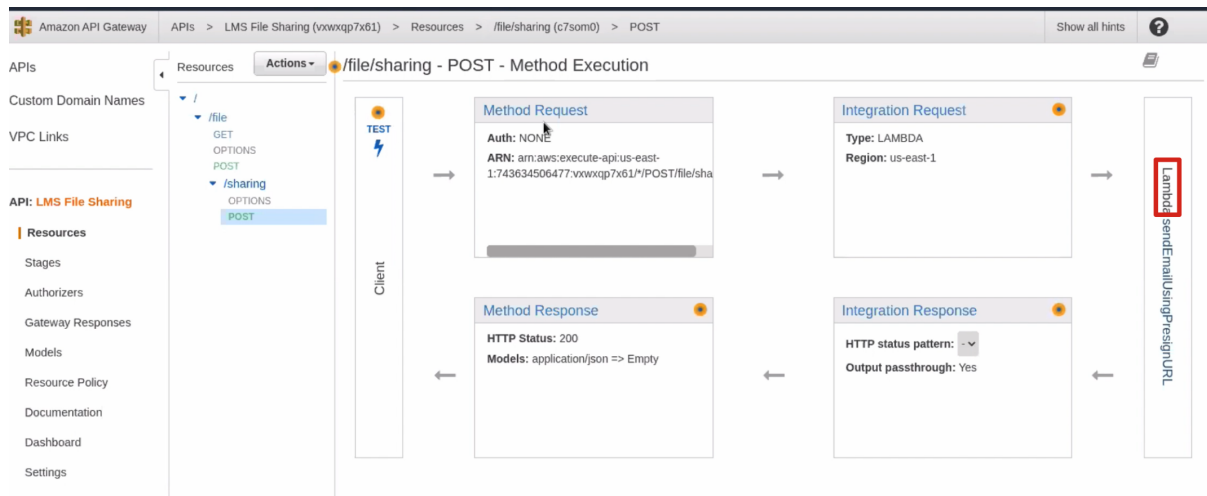 Amazon API Gateway
APIs > LMS File Sharing (vxwxqp7x61) > Resources > /file/sharing (c7som0) > POST
Show all hints
?
APIs
Custom Domain Names
VPC Links
API: LMS File Sharing
Resources
Stages
Authorizers
Gateway Responses
Models
Resource Policy
Documentation
Dashboard
Settings
Resources
Actions
/
/file
GET
OPTIONS
POST
/sharing
OPTIONS
POST
/file/sharing - POST - Method Execution
TEST
Client
Method Request
Auth: NONE
ARN: arn:aws:execute-api:us-east-
1:743634506477:vxwxqp7x61/*/POST/file/sha
Integration Request
Type: LAMBDA
Region: us-east-1
Lambda sendEmailUsingPresignURL
Method Response
HTTP Status: 200
Models: application/json => Empty
Integration Response
HTTP status pattern: -
Output passthrough: Yes